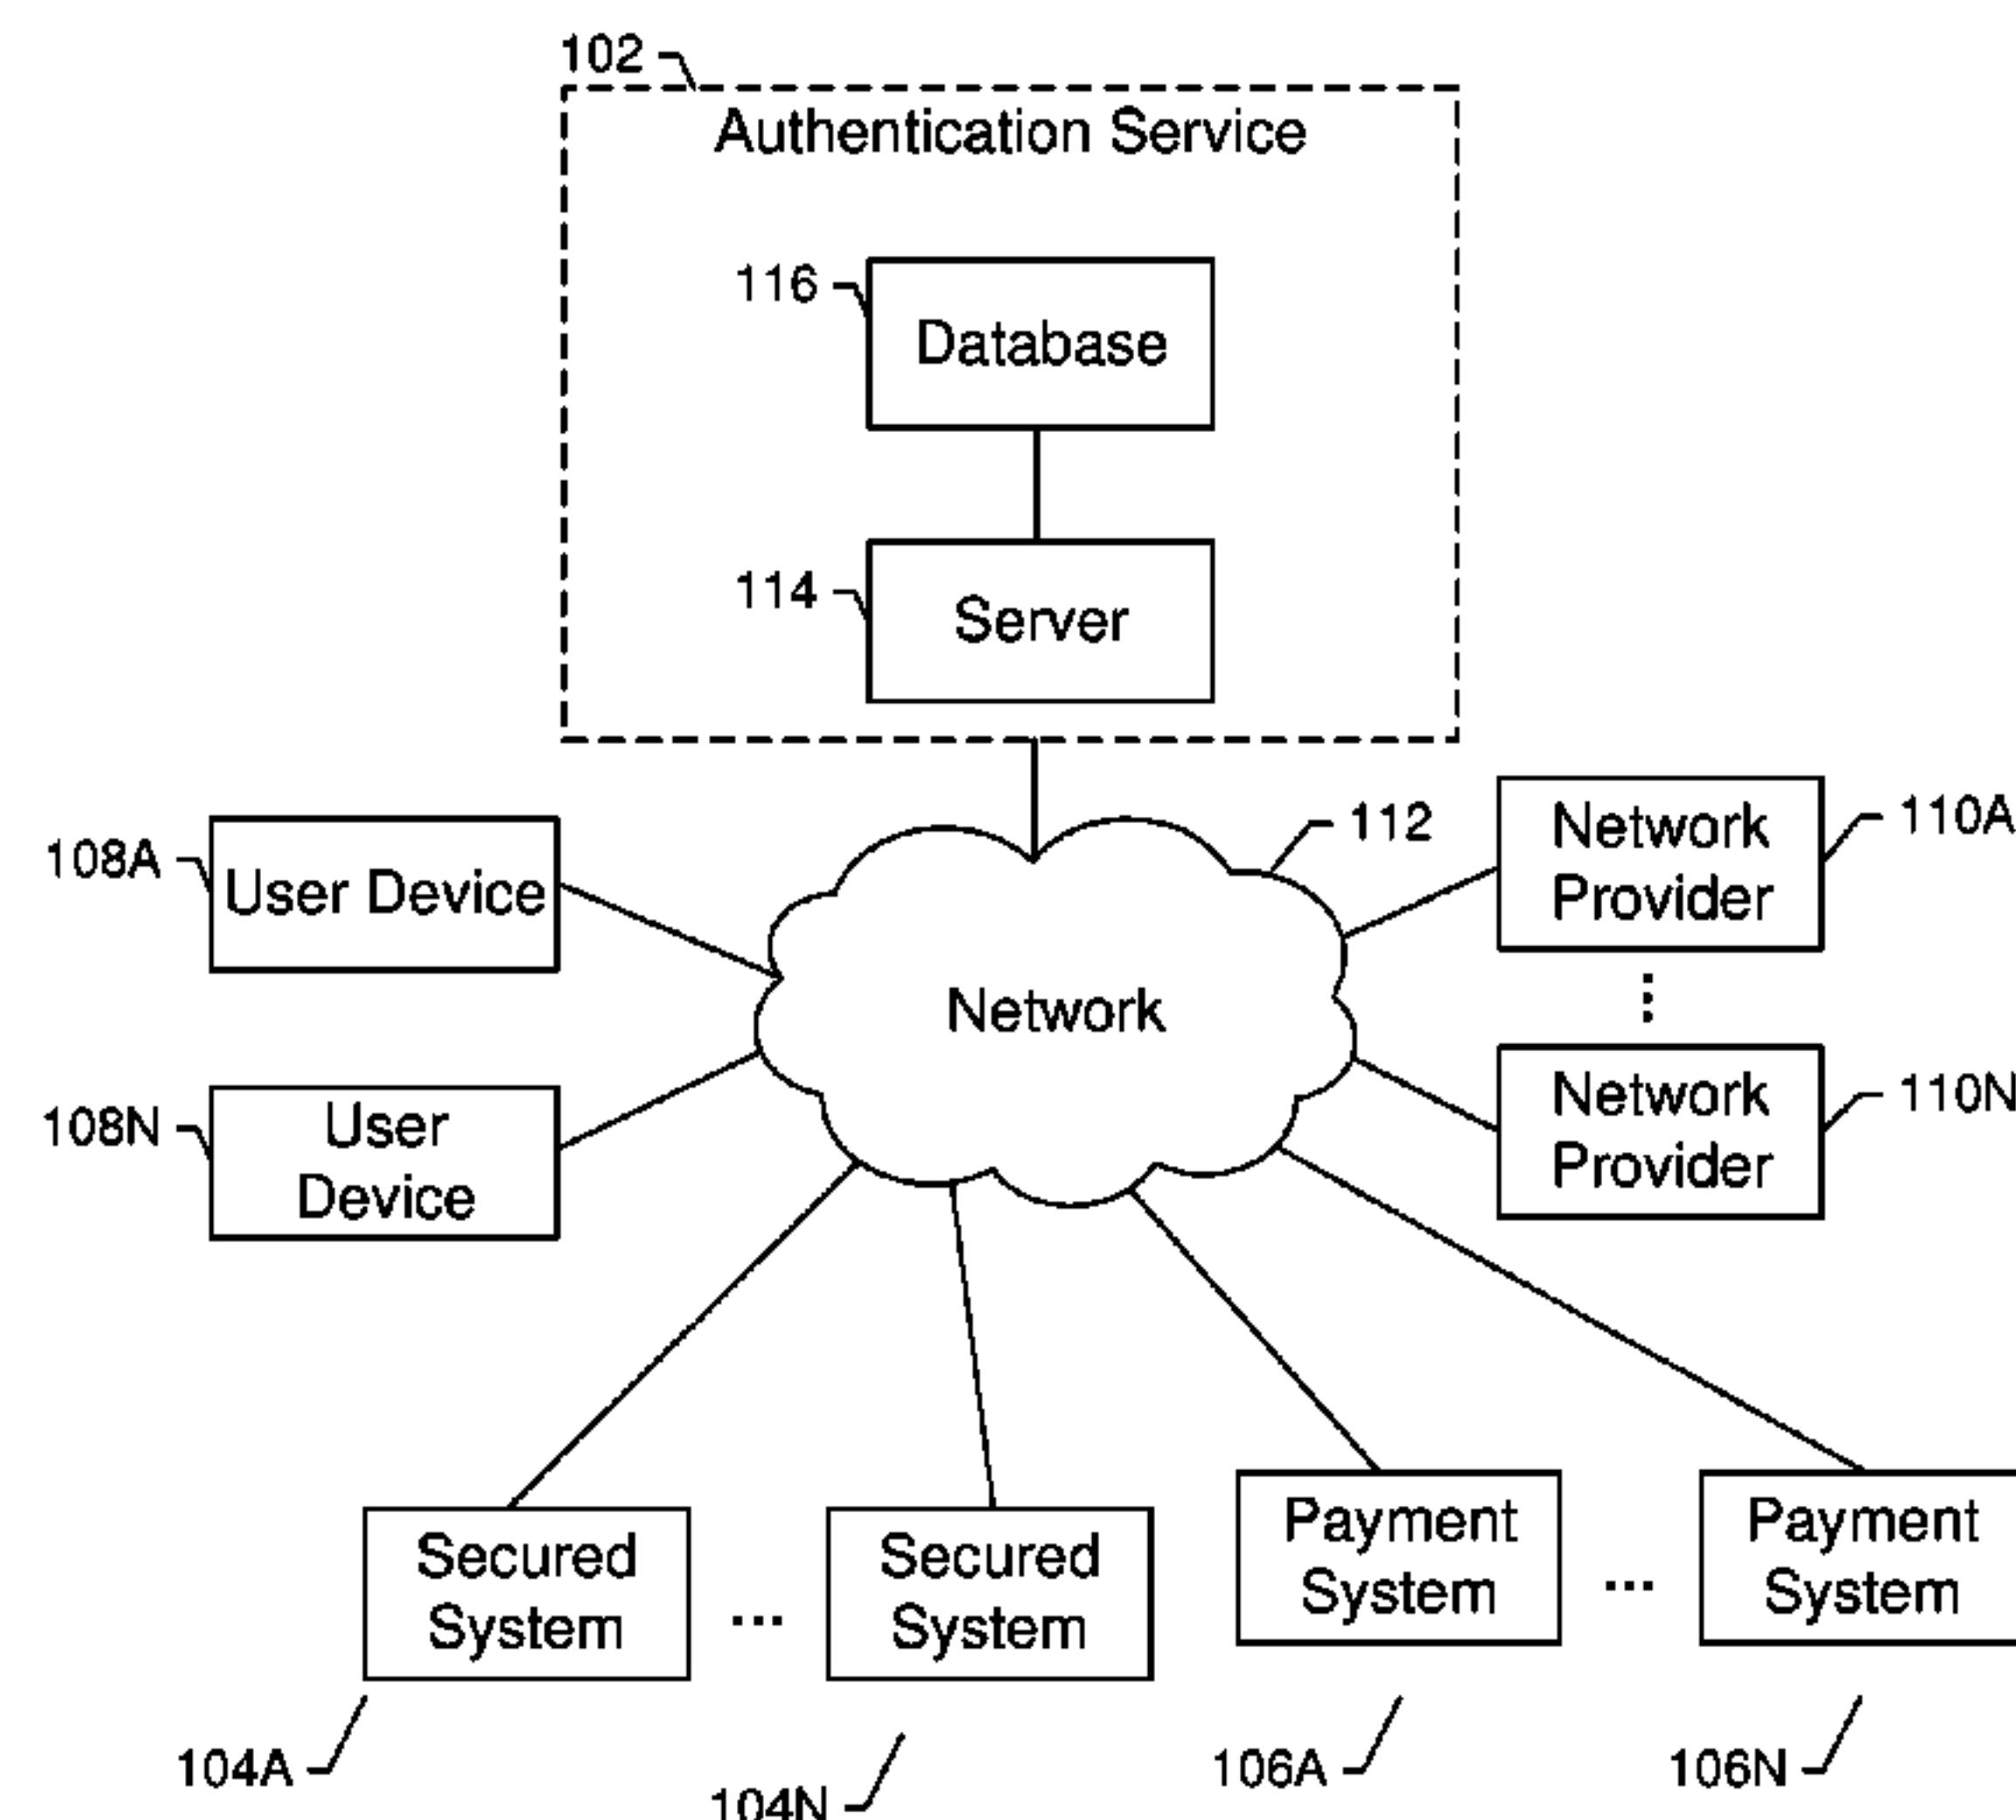 102
Authentication Service
116
Database
114
Server
108A
User Device
112
Network
Provider
110A
Network
108N
User
Device
Network
Provider
110N
Secured
System
...
Secured
System
Payment
System
...
Payment
System
104A
104N
106A
106N